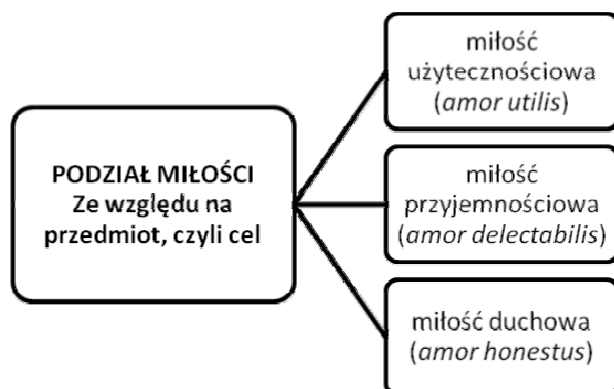 PODZIAŁ MIŁOŚCI
Ze względu na
przedmiot, czyli cel
miłość
użytecznościowa
(amor utilis)
miłość
przyjemnościowa
(amor delectabilis)
miłość duchowa
(amor honestus)